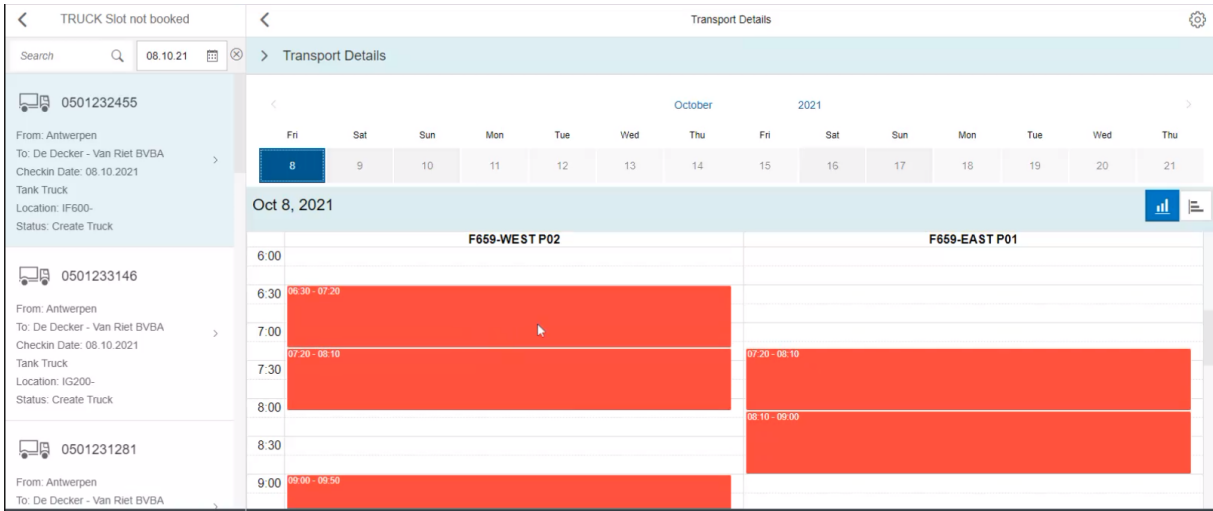 TRUCK Slot not booked
Search
08.10.21
0501232455
From: Antwerpen
To: De Decker - Van Riet BVBA
Checkin Date: 08.10.2021
Tank Truck
Location: IF600-
Status: Create Truck
0501233146
From: Antwerpen
To: De Decker - Van Riet BVBA
Checkin Date: 08.10.2021
Tank Truck
Location: IG200-
Status: Create Truck
0501231281
From: Antwerpen
To: De Decker - Van Riet BVBA
Transport Details
Transport Details
October 2021
Fri Sat Sun Mon Tue Wed Thu Fri Sat Sun Mon Tue Wed Thu
8 9 10 11 12 13 14 15 16 17 18 19 20 21
Oct 8, 2021
F659-WEST P02 F659-EAST P01
6:00
6:30 06:30 - 07:20
7:00
07:20 - 08:10 07:20 - 08:10
7:30
8:00
08:10 - 09:00
8:30
9:00 09:00 - 09:50